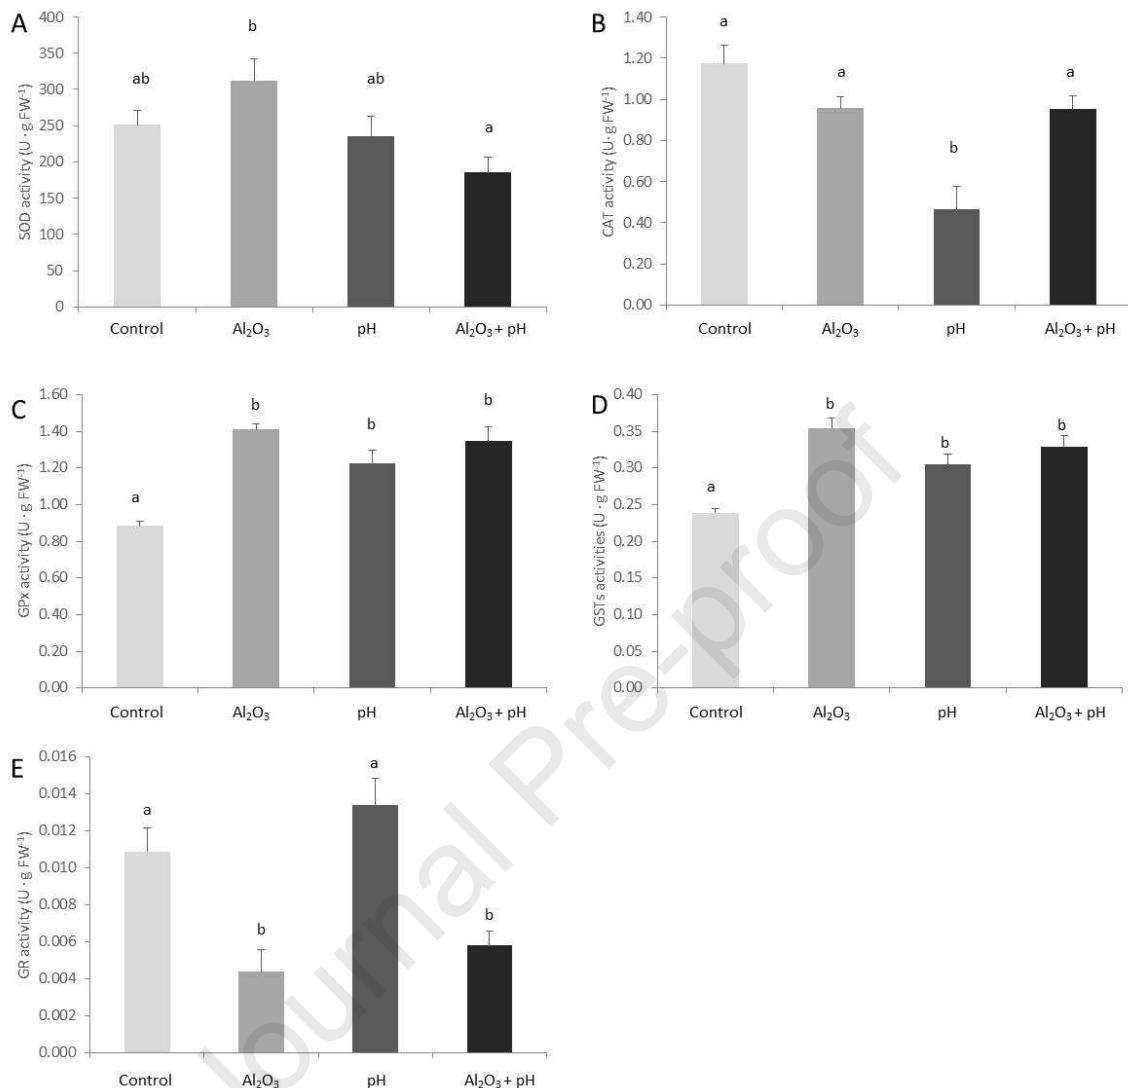 A
SOD activity (U · g FW⁻¹)
400
350
300
250
200
150
100
50
0
ab
b
ab
a
Control
Al₂O₃
pH
Al₂O₃ + pH
B
CAT activity (U · g FW⁻¹)
1.40
1.20
1.00
0.80
0.60
0.40
0.20
0.00
a
a
b
a
Control
Al₂O₃
pH
Al₂O₃ + pH
C
GPx activity (U · g FW⁻¹)
1.60
1.40
1.20
1.00
0.80
0.60
0.40
0.20
0.00
a
b
b
b
Control
Al₂O₃
pH
Al₂O₃ + pH
D
GSTs activities (U · g FW⁻¹)
0.40
0.35
0.30
0.25
0.20
0.15
0.10
0.05
0.00
a
b
b
b
Control
Al₂O₃
pH
Al₂O₃ + pH
E
GR activity (U · g FW⁻¹)
0.016
0.014
0.012
0.010
0.008
0.006
0.004
0.002
0.000
a
b
a
b
Control
Al₂O₃
pH
Al₂O₃ + pH
Journal Pre-proof